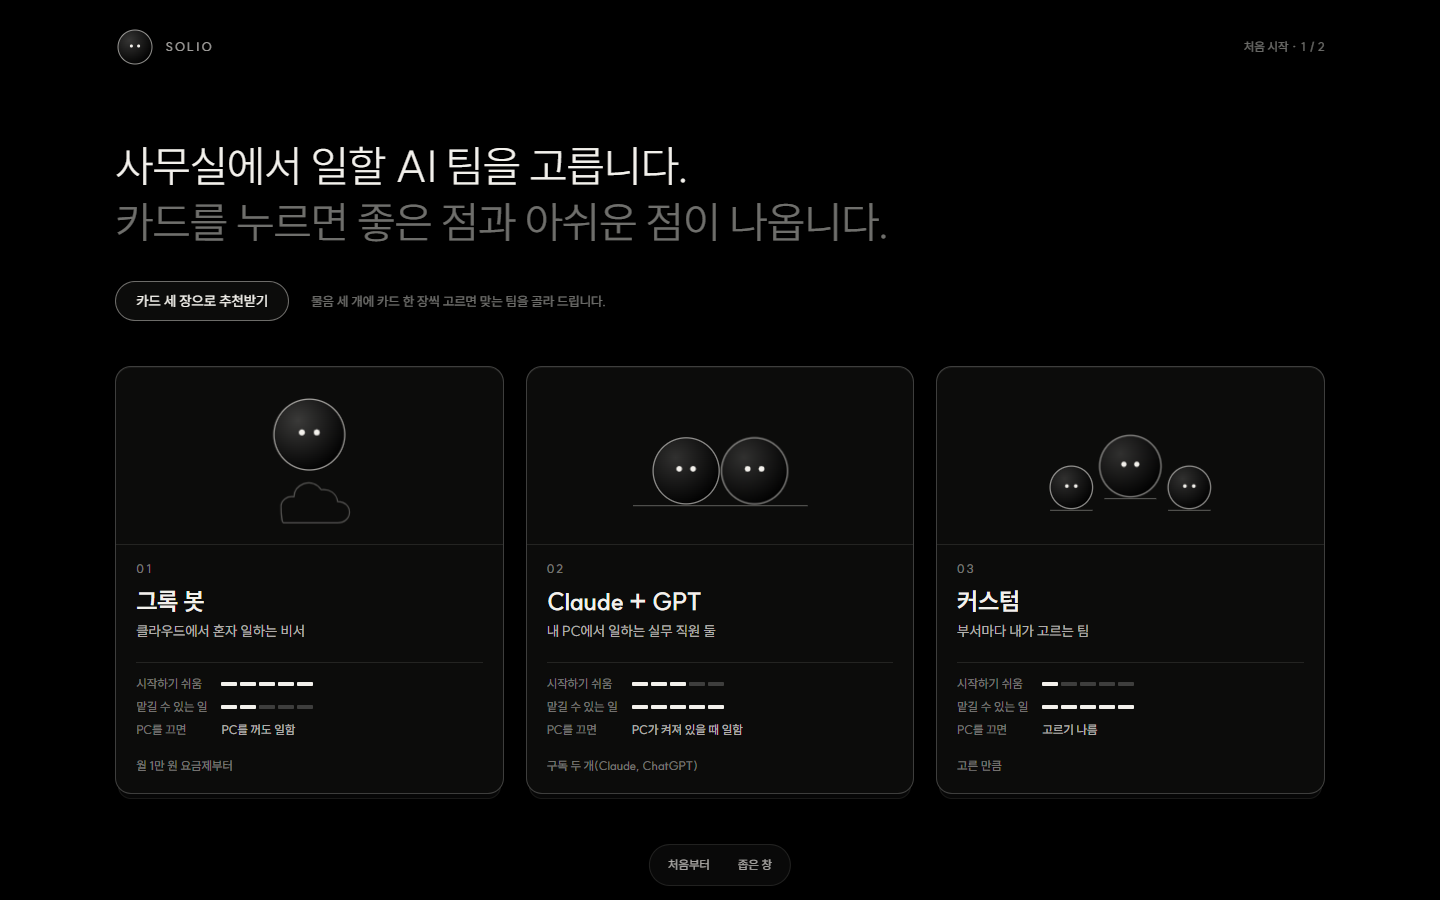 SOLIO
처음 시작 · 1 / 2
사무실에서 일할 AI 팀을 고릅니다.
카드를 누르면 좋은 점과 아쉬운 점이 나옵니다.
카드 세 장으로 추천받기
물음 세 개에 카드 한 장씩 고르면 맞는 팀을 골라 드립니다.
01
그록 봇
클라우드에서 혼자 일하는 비서
시작하기 쉬움
맡길 수 있는 일
PC를 끄면 PC를 꺼도 일함
월 1만 원 요금제부터
02
Claude + GPT
내 PC에서 일하는 실무 직원 둘
시작하기 쉬움
맡길 수 있는 일
PC를 끄면 PC가 켜져 있을 때 일함
구독 두 개(Claude, ChatGPT)
03
커스텀
부서마다 내가 고르는 팀
시작하기 쉬움
맡길 수 있는 일
PC를 끄면 고르기 나름
고른 만큼
처음부터 좁은 창